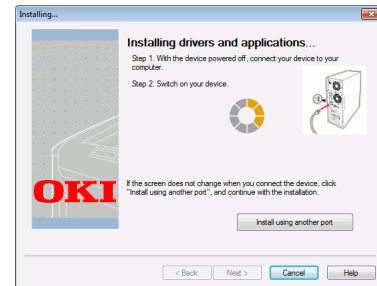 Installing...
Installing drivers and applications...
Step 1. With the device powered off, connect your device to your
computer.
Step 2. Switch on your device.
OKI
If the screen does not change when you connect the device, click
"Install using another port", and continue with the installation.
Install using another port
< Back
Next >
Cancel
Help